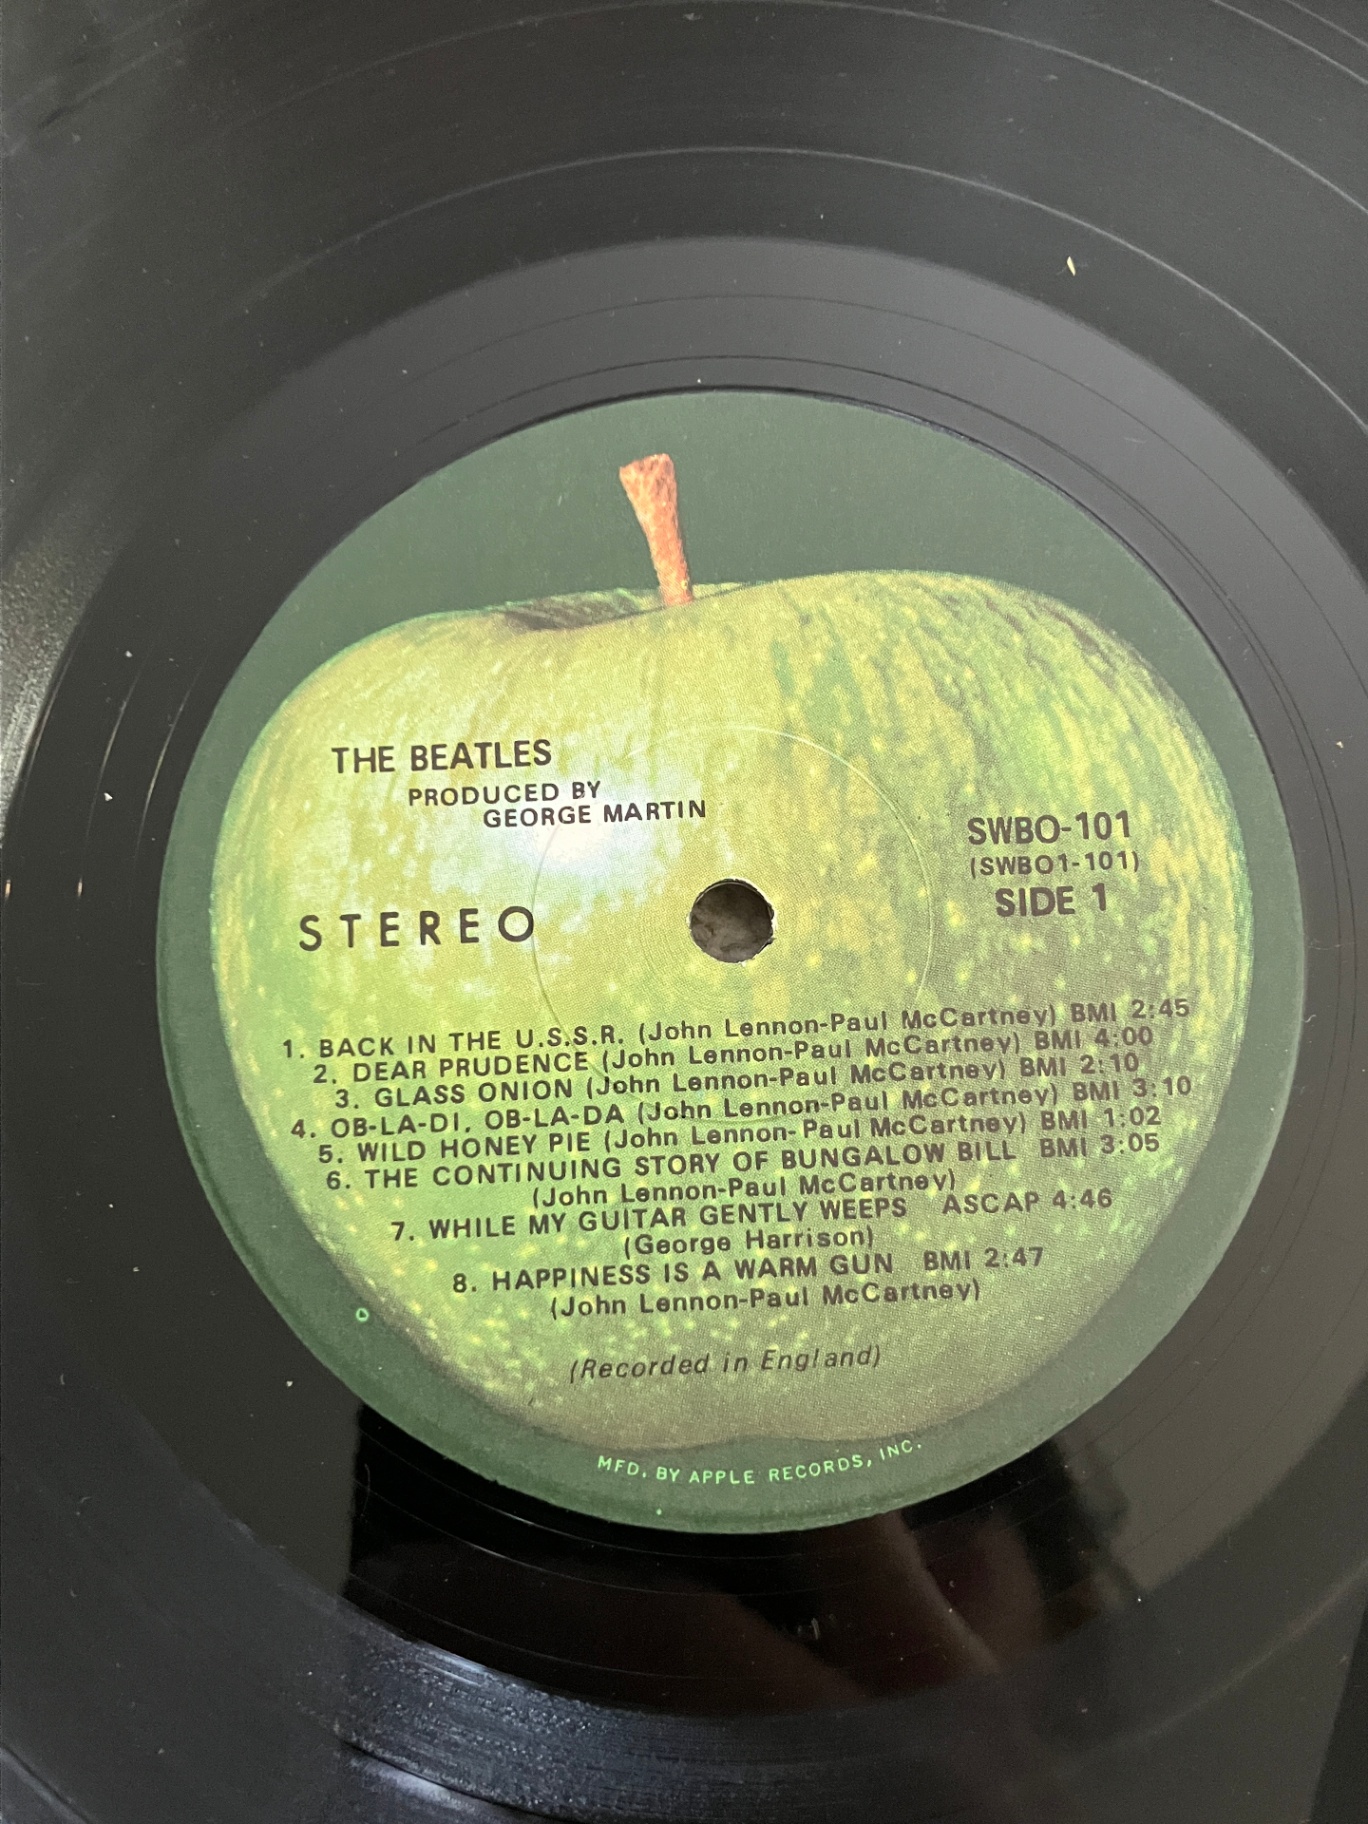 THE BEATLES
PRODUCED BY
GEORGE MARTIN
STEREO
SWBO-101
(SWBO1-101)
SIDE 1
1. BACK IN THE U.S.S.R. (John Lennon-Paul McCartney) BMI 2:45
2. DEAR PRUDENCE (John Lennon-Paul McCartney) BMI 4:00
3. GLASS ONION (John Lennon-Paul McCartney) BMI 2:10
4. OB-LA-DI, OB-LA-DA (John Lennon-Paul McCartney) BMI 3:10
5. WILD HONEY PIE (John Lennon-Paul McCartney) BMI 1:02
6. THE CONTINUING STORY OF BUNGALOW BILL BMI 3:05
(John Lennon-Paul McCartney)
7. WHILE MY GUITAR GENTLY WEEPS ASCAP 4:46
(George Harrison)
8. HAPPINESS IS A WARM GUN BMI 2:47
(John Lennon-Paul McCartney)
(Recorded in England)
MFD. BY APPLE RECORDS, INC.